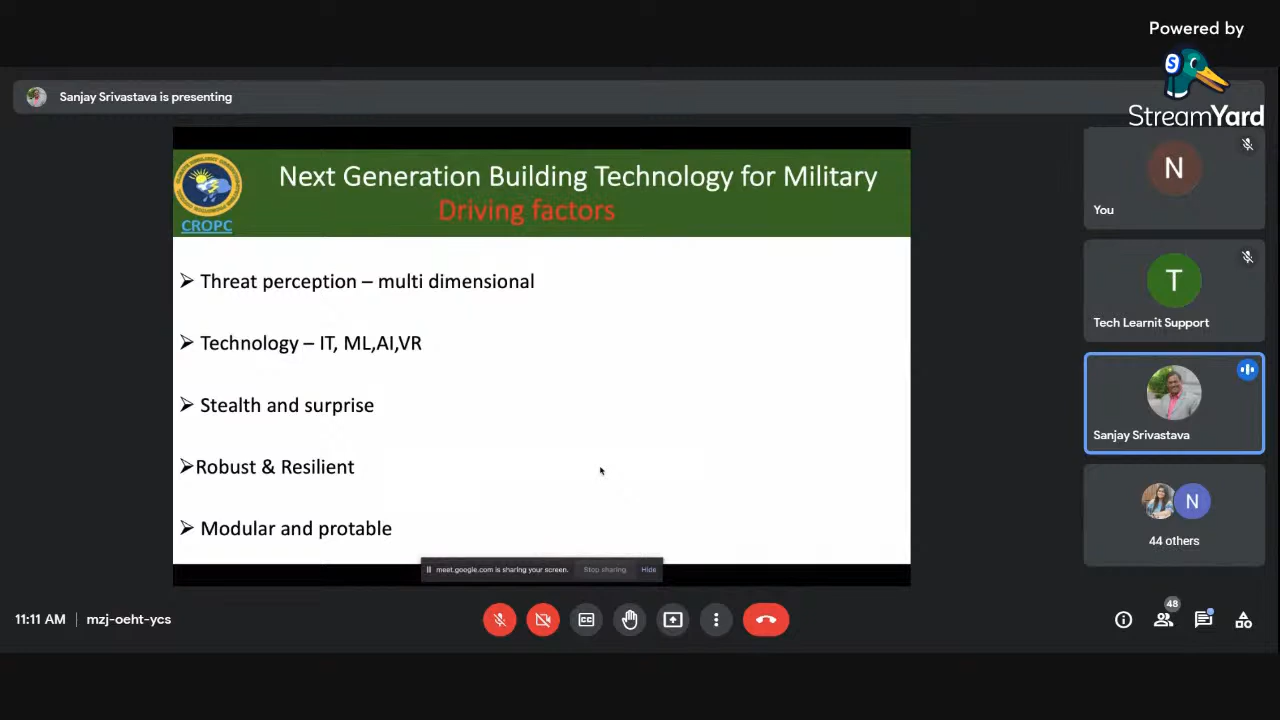 Powered by
StreamYard
Sanjay Srivastava is presenting
Next Generation Building Technology for Military
Driving factors
CROPC
➢ Threat perception – multi dimensional
➢ Technology – IT, ML,AI,VR
➢ Stealth and surprise
➢Robust & Resilient
➢ Modular and protable
meet.google.com is sharing your screen.
Stop sharing
Hide
N
You
T
Tech Learnit Support
Sanjay Srivastava
N
44 others
11:11 AM | mzj-oeht-ycs
48